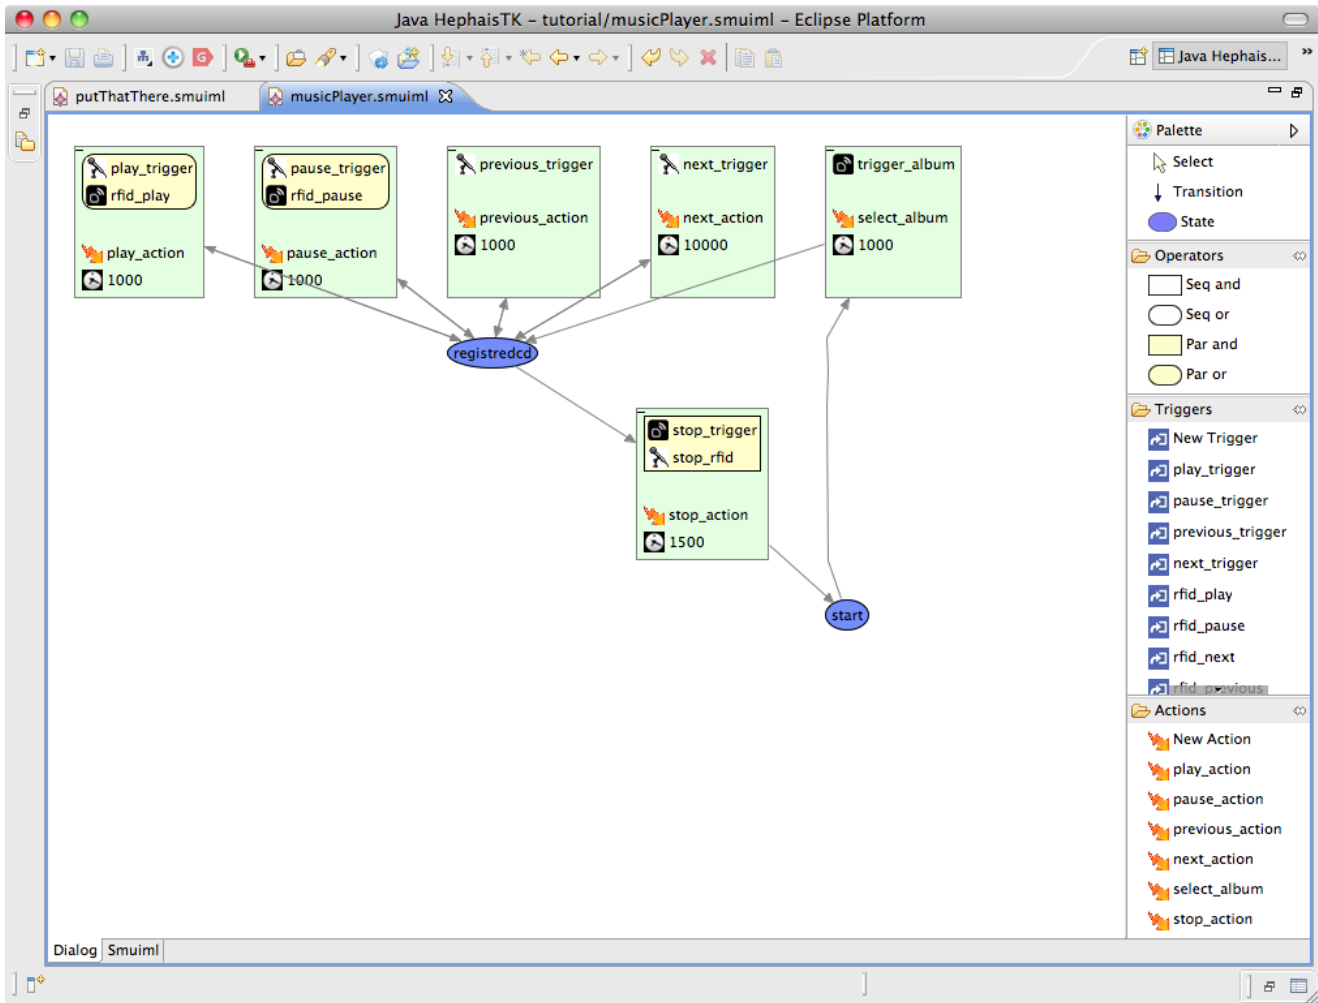 Java HephaisTK – tutorial/musicPlayer.smuiml – Eclipse Platform
Java Hephais...
»
putThatThere.smuiml
musicPlayer.smuiml
play_trigger
rfid_play
play_action
1000
pause_trigger
rfid_pause
pause_action
1000
previous_trigger
previous_action
1000
next_trigger
next_action
10000
trigger_album
select_album
1000
registredcd
stop_trigger
stop_rfid
stop_action
1500
start
Palette
Select
Transition
State
Operators
Seq and
Seq or
Par and
Par or
Triggers
New Trigger
play_trigger
pause_trigger
previous_trigger
next_trigger
rfid_play
rfid_pause
rfid_next
rfid_previous
Actions
New Action
play_action
pause_action
previous_action
next_action
select_album
stop_action
Dialog
Smuiml